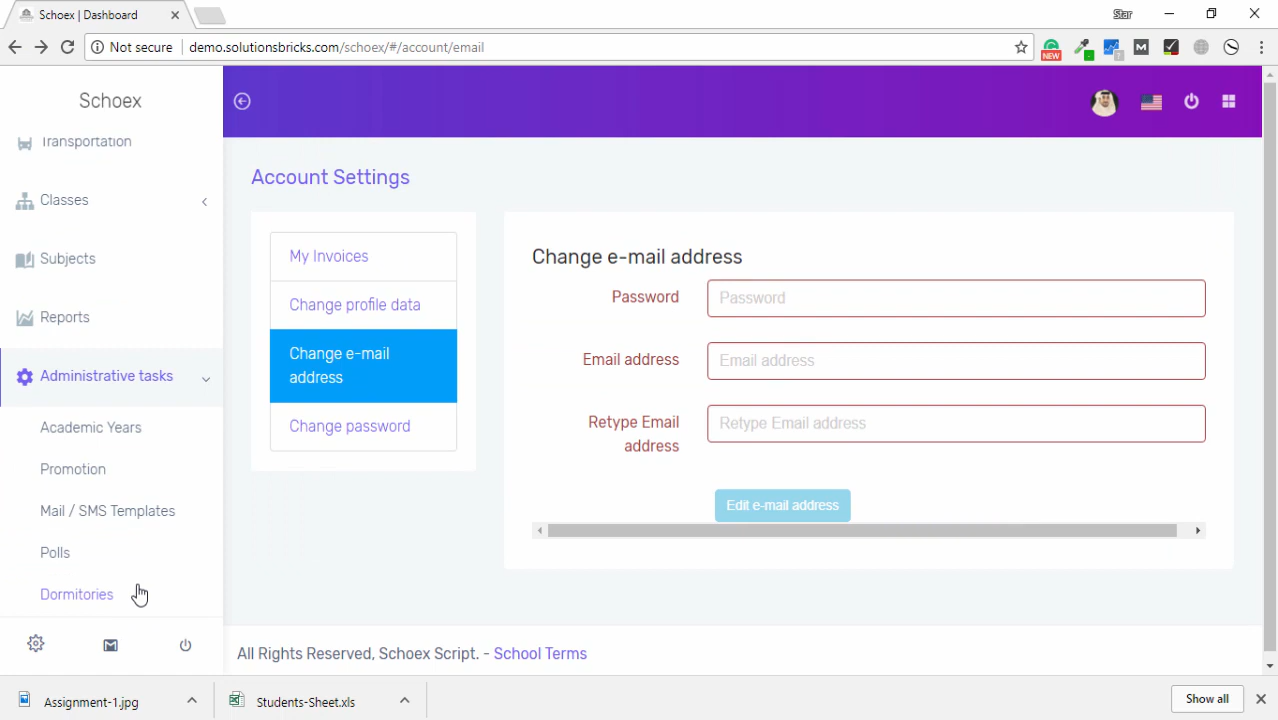 Schoex | Dashboard
Star
Not secure
demo.solutionsbricks.com/schoex/#/account/email
NEW
M
Schoex
Transportation
Classes
Subjects
Reports
Administrative tasks
Academic Years
Promotion
Mail / SMS Templates
Polls
Dormitories
Account Settings
My Invoices
Change profile data
Change e-mail
address
Change password
Change e-mail address
Password
Password
Email address
Email address
Retype Email
address
Retype Email address
Edit e-mail address
All Rights Reserved, Schoex Script. - School Terms
Assignment-1.jpg
Students-Sheet.xls
Show all